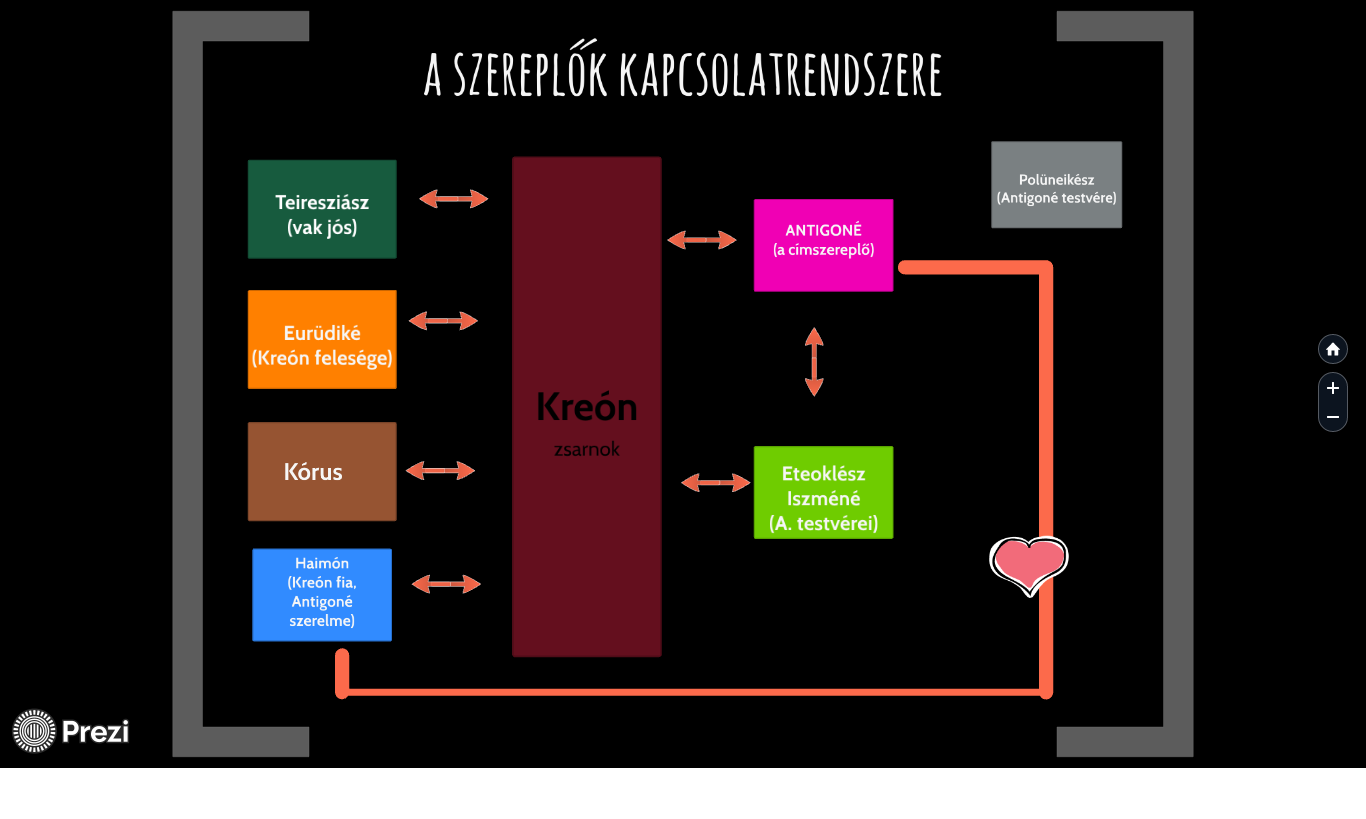 A SZEREPLŐK KAPCSOLATRENDSZERE
Teiresziász
(vak jós)
Eurüdiké
(Kreón felesége)
Kórus
Haimón
(Kreón fia,
Antigoné
szerelme)
Kreón
zsarnok
ANTIGONÉ
(a címszereplő)
Eteoklész
Iszméné
(A. testvérei)
Polüneikész
(Antigoné testvére)
Prezi